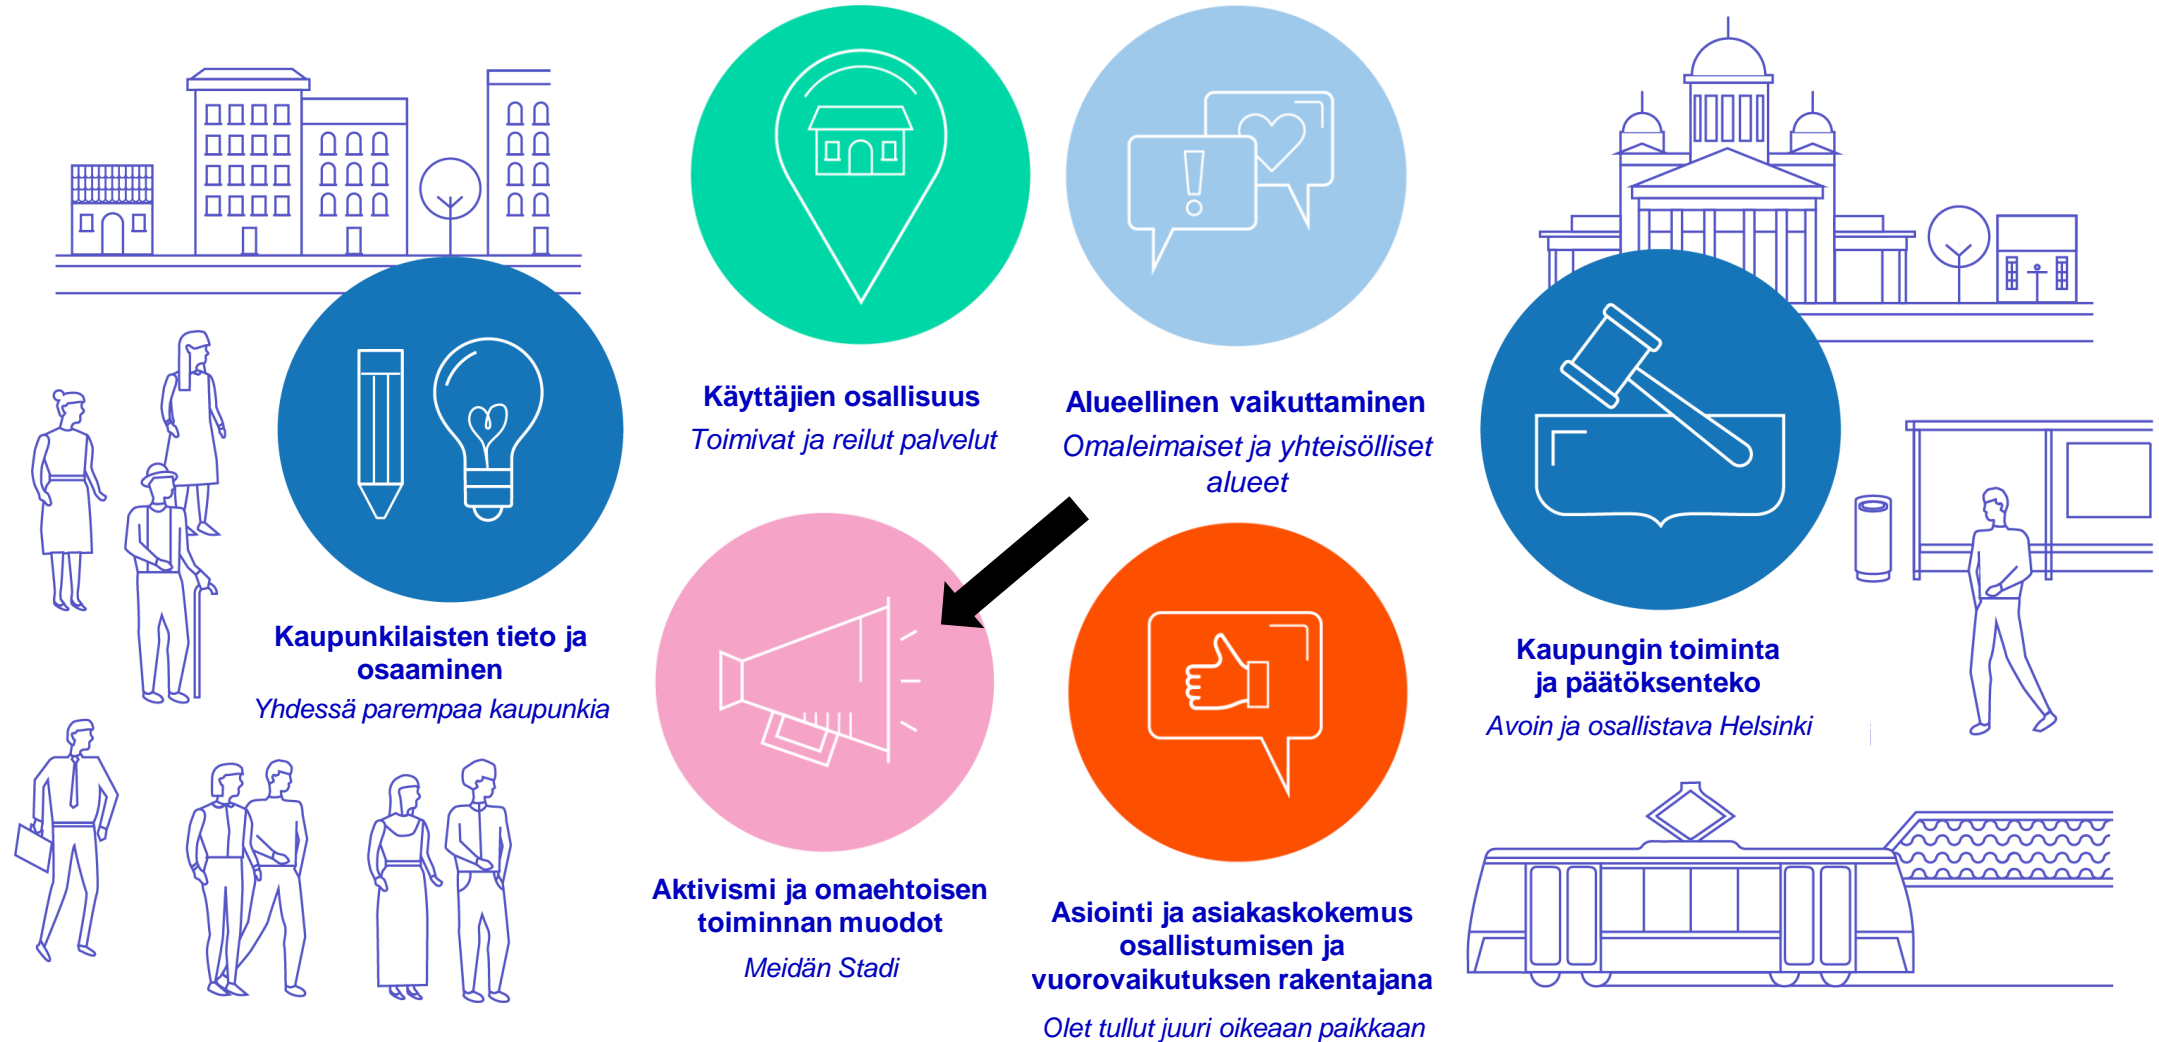 Käyttäjien osallisuus
Toimivat ja reilut palvelut
Alueellinen vaikuttaminen
Omaleimaiset ja yhteisölliset
alueet
Kaupunkilaisten tieto ja
osaaminen
Yhdessä parempaa kaupunkia
Kaupungin toiminta
ja päätöksenteko
Avoin ja osallistava Helsinki
Aktivismi ja omaehtoisen
toiminnan muodot
Meidän Stadi
Asiointi ja asiakaskokemus
osallistumisen ja
vuorovaikutuksen rakentajana
Olet tullut juuri oikeaan paikkaan